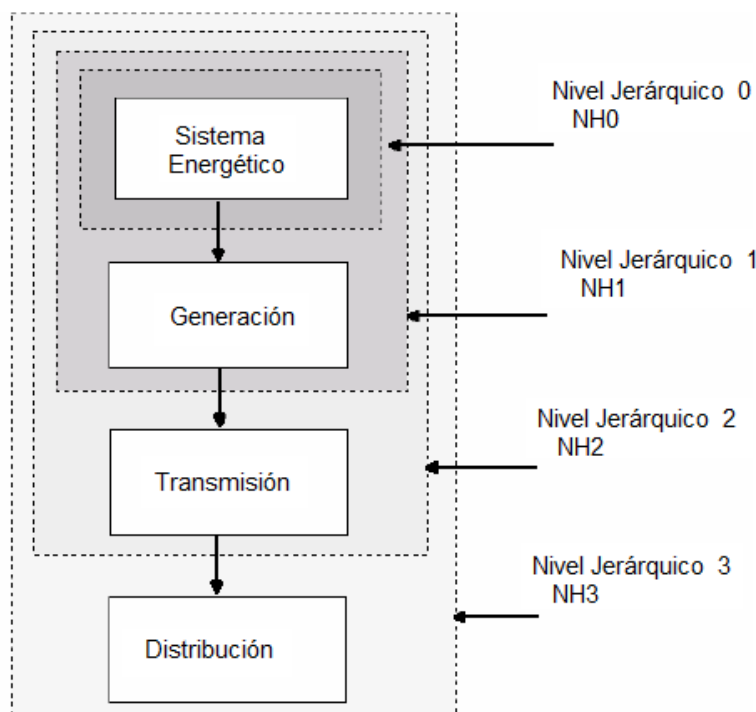 Nivel Jerárquico 0
NH0
Sistema
Energético
Nivel Jerárquico 1
NH1
Generación
Nivel Jerárquico 2
NH2
Transmisión
Nivel Jerárquico 3
NH3
Distribución